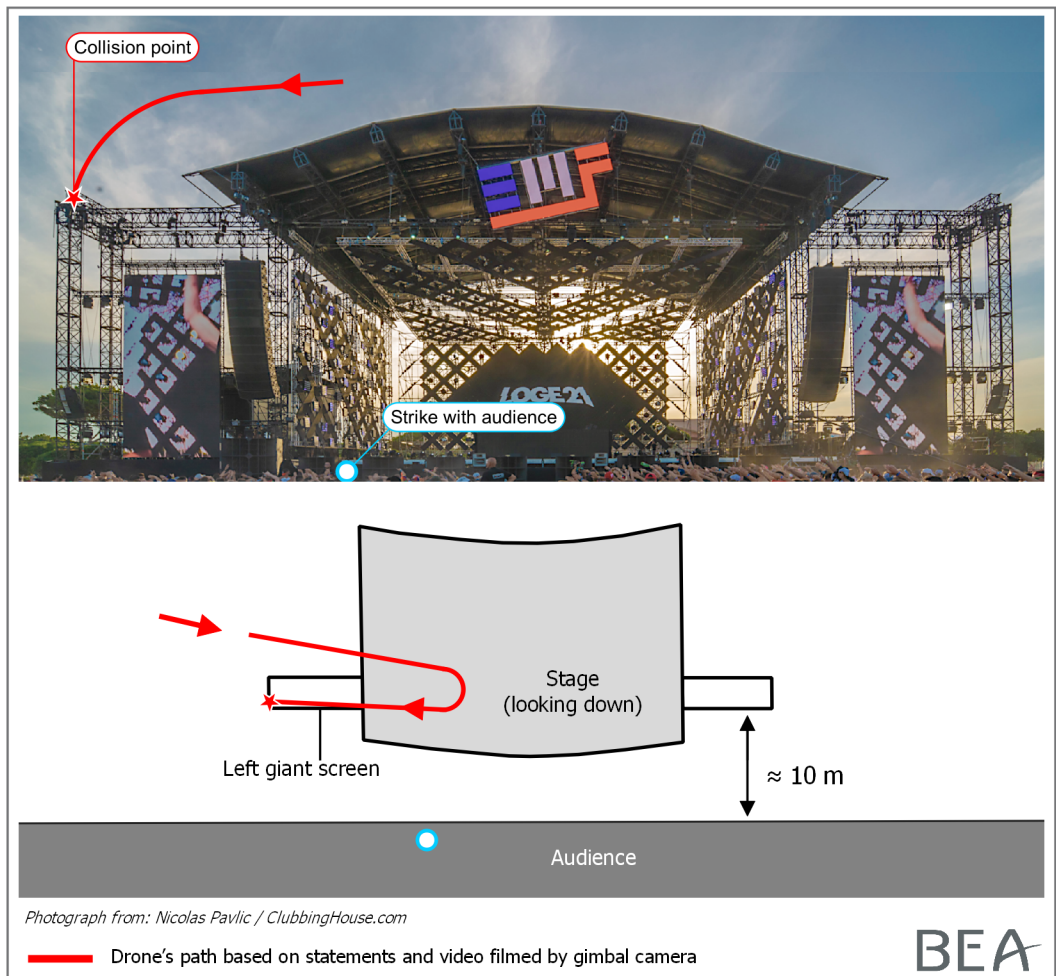 Collision point
EMF
LOGE21
Strike with audience
Stage
(looking down)
Left giant screen
≈ 10 m
Audience
Photograph from: Nicolas Pavlic / ClubbingHouse.com
Drone's path based on statements and video filmed by gimbal camera
BEA